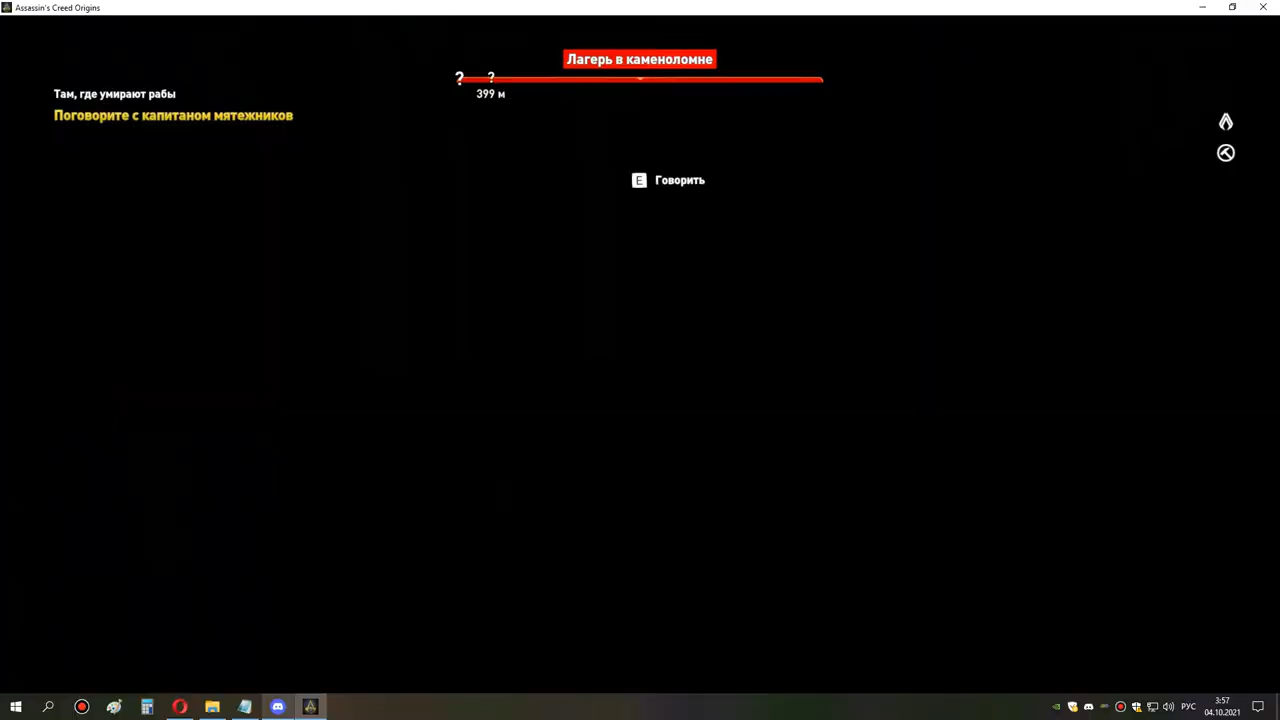 Assassin's Creed Origins
Лагерь в каменоломне
? ?
399 м
Там, где умирают рабы
Поговорите с капитаном мятежников
E Говорить
РУС
3:57
04.10.2021